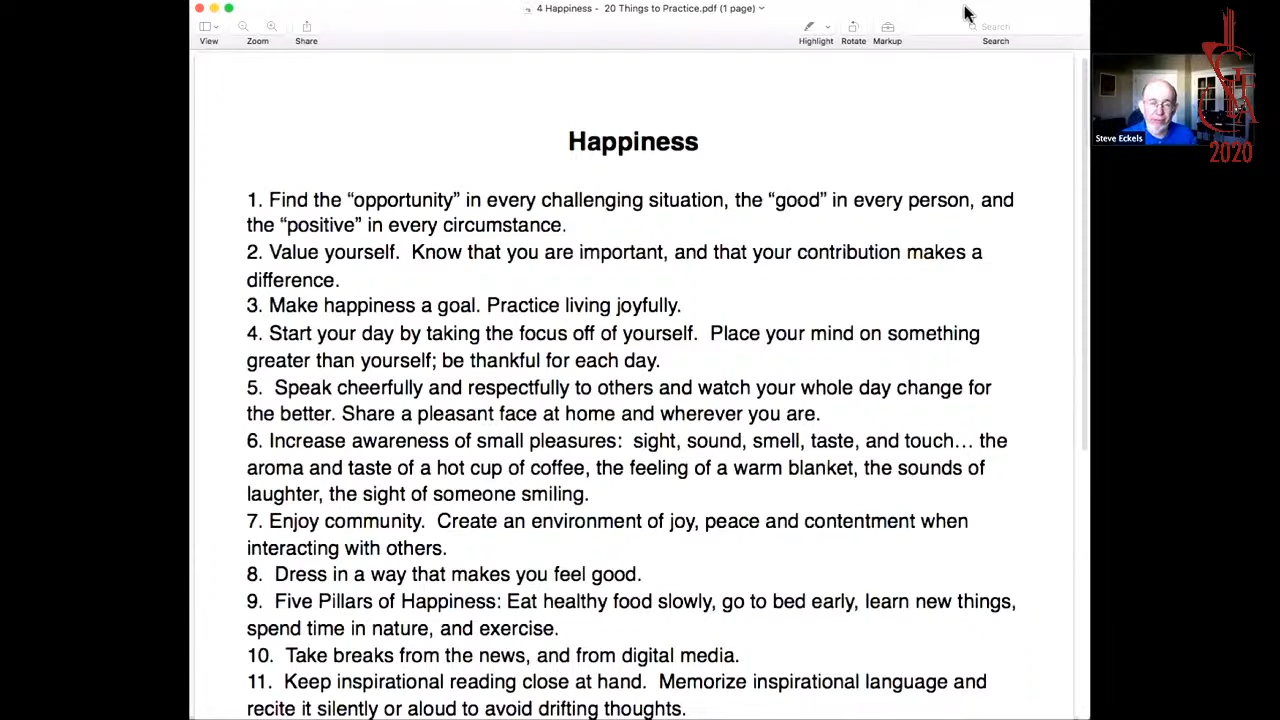 4 Happiness - 20 Things to Practice.pdf (1 page)
View
Zoom
Share
Highlight
Rotate
Markup
Search
Search
Steve Eckels
GFA
2020
Happiness
1. Find the “opportunity” in every challenging situation, the “good” in every person, and
the “positive” in every circumstance.
2. Value yourself.  Know that you are important, and that your contribution makes a
difference.
3. Make happiness a goal. Practice living joyfully.
4. Start your day by taking the focus off of yourself.  Place your mind on something
greater than yourself; be thankful for each day.
5.  Speak cheerfully and respectfully to others and watch your whole day change for
the better. Share a pleasant face at home and wherever you are.
6. Increase awareness of small pleasures:  sight, sound, smell, taste, and touch… the
aroma and taste of a hot cup of coffee, the feeling of a warm blanket, the sounds of
laughter, the sight of someone smiling.
7. Enjoy community.  Create an environment of joy, peace and contentment when
interacting with others.
8.  Dress in a way that makes you feel good.
9.  Five Pillars of Happiness: Eat healthy food slowly, go to bed early, learn new things,
spend time in nature, and exercise.
10.  Take breaks from the news, and from digital media.
11.  Keep inspirational reading close at hand.  Memorize inspirational language and
recite it silently or aloud to avoid drifting thoughts.